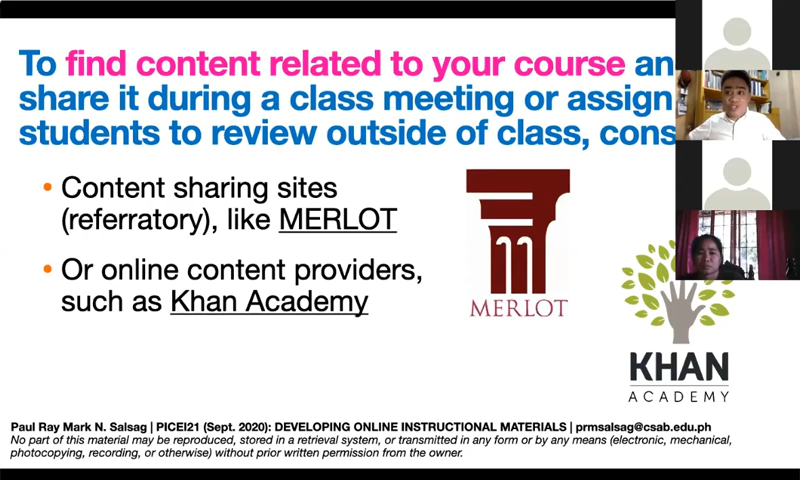 To find content related to your course an
share it during a class meeting or assign
students to review outside of class, cons
• Content sharing sites
(referratory), like MERLOT
• Or online content providers,
such as Khan Academy
MERLOT
KHAN
ACADEMY
Paul Ray Mark N. Salsag | PICEI21 (Sept. 2020): DEVELOPING ONLINE INSTRUCTIONAL MATERIALS | prmsalsag@csab.edu.ph
No part of this material may be reproduced, stored in a retrieval system, or transmitted in any form or by any means (electronic, mechanical,
photocopying, recording, or otherwise) without prior written permission from the owner.